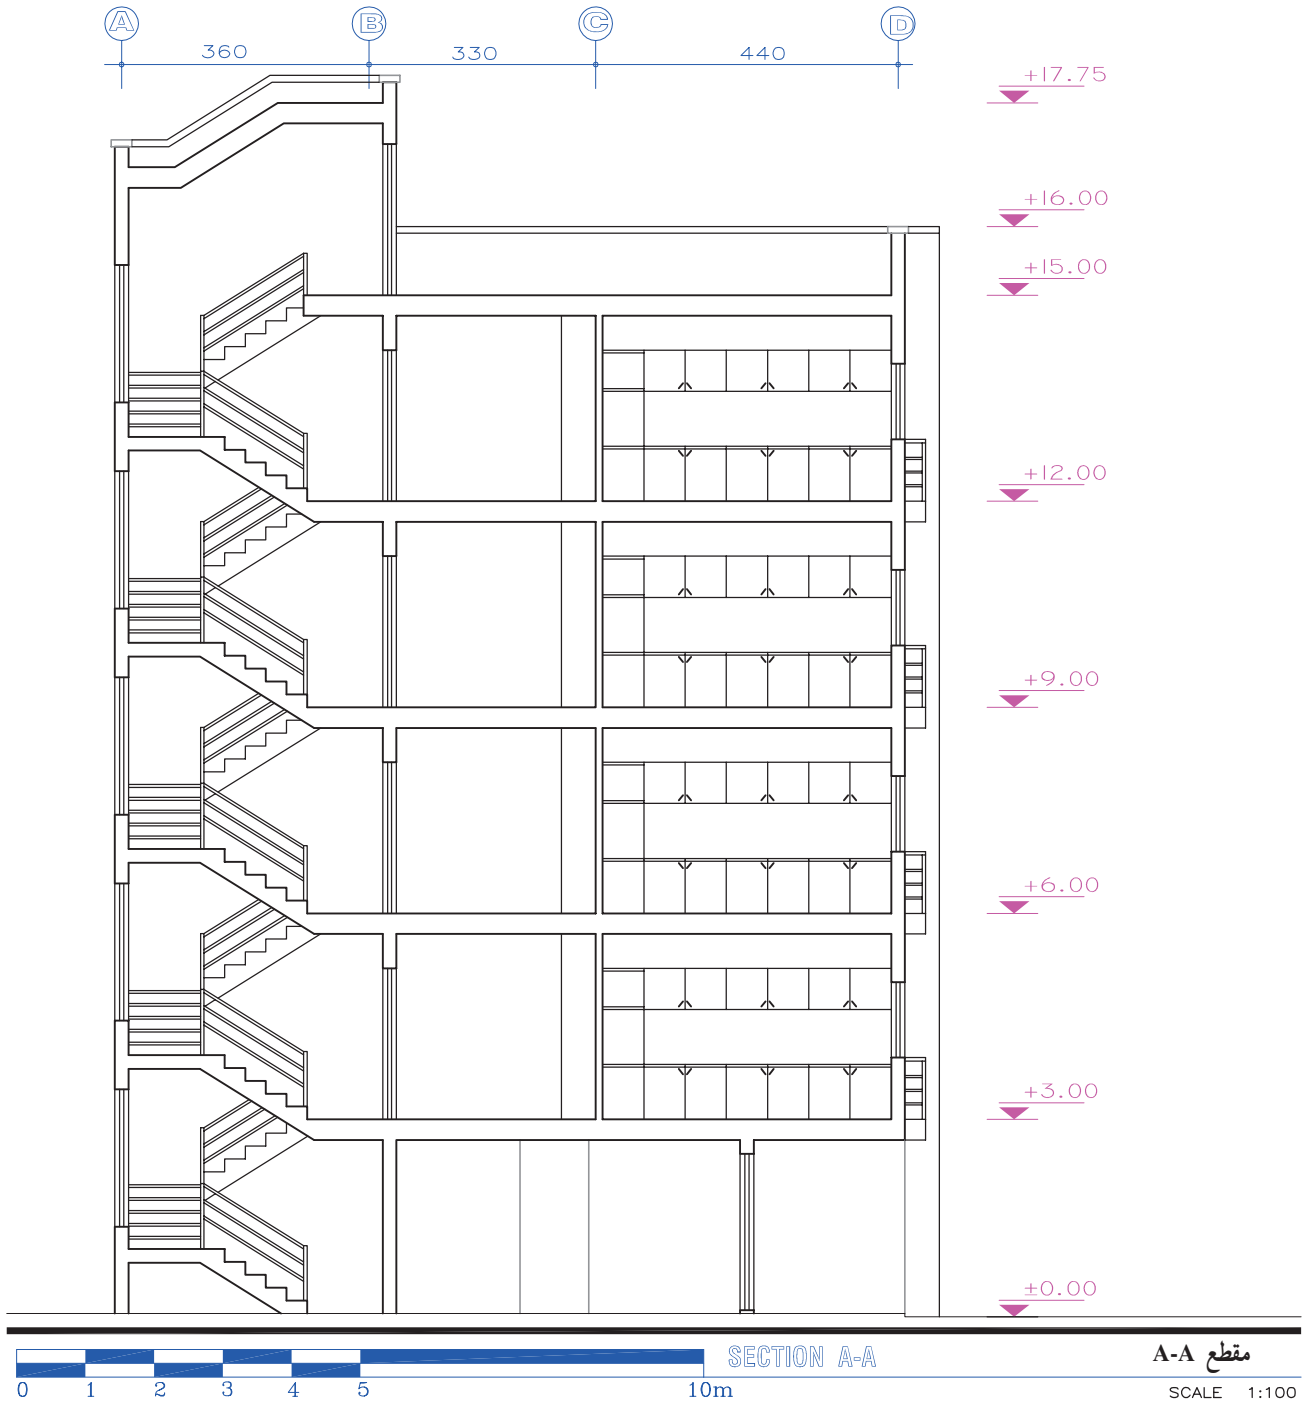 A B C D
360 330 440
+17.75
+16.00
+15.00
+12.00
+9.00
+6.00
+3.00
±0.00
SECTION A-A
مقطع A-A
0 1 2 3 4 5 10m
SCALE 1:100